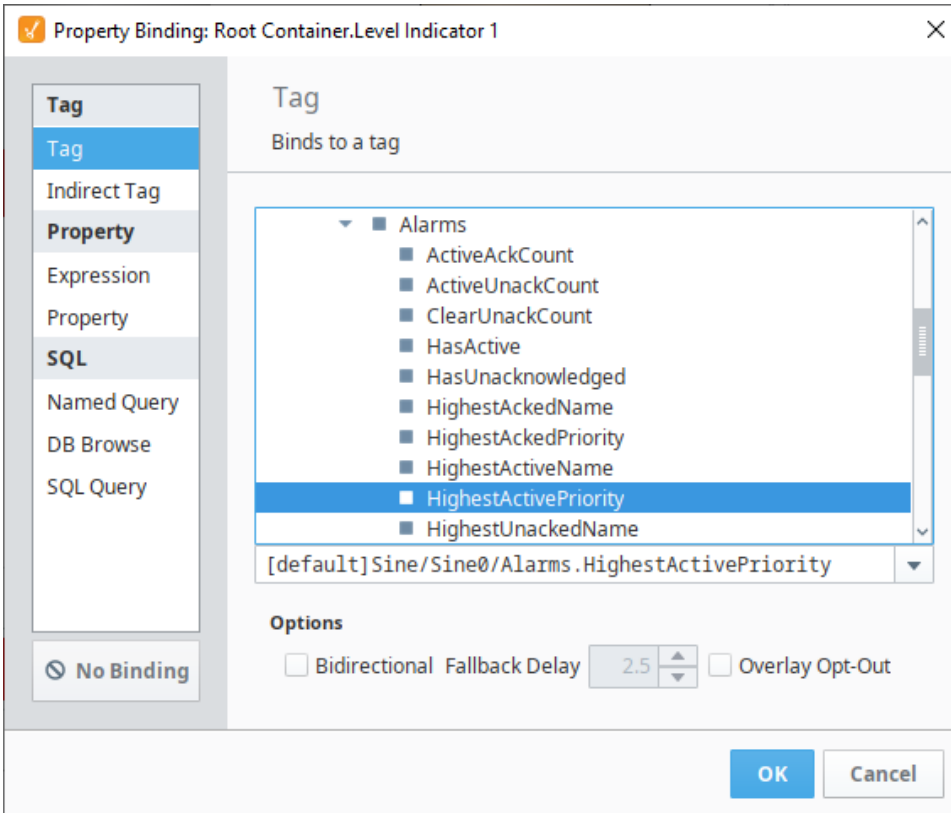 Property Binding: Root Container.Level Indicator 1
Tag
Tag
Indirect Tag
Property
Expression
Property
SQL
Named Query
DB Browse
SQL Query
No Binding
Tag
Binds to a tag
Alarms
ActiveAckCount
ActiveUnackCount
ClearUnackCount
HasActive
HasUnacknowledged
HighestAckedName
HighestAckedPriority
HighestActiveName
HighestActivePriority
HighestUnackedName
[default]Sine/Sine0/Alarms.HighestActivePriority
Options
Bidirectional Fallback Delay 2.5 Overlay Opt-Out
OK Cancel